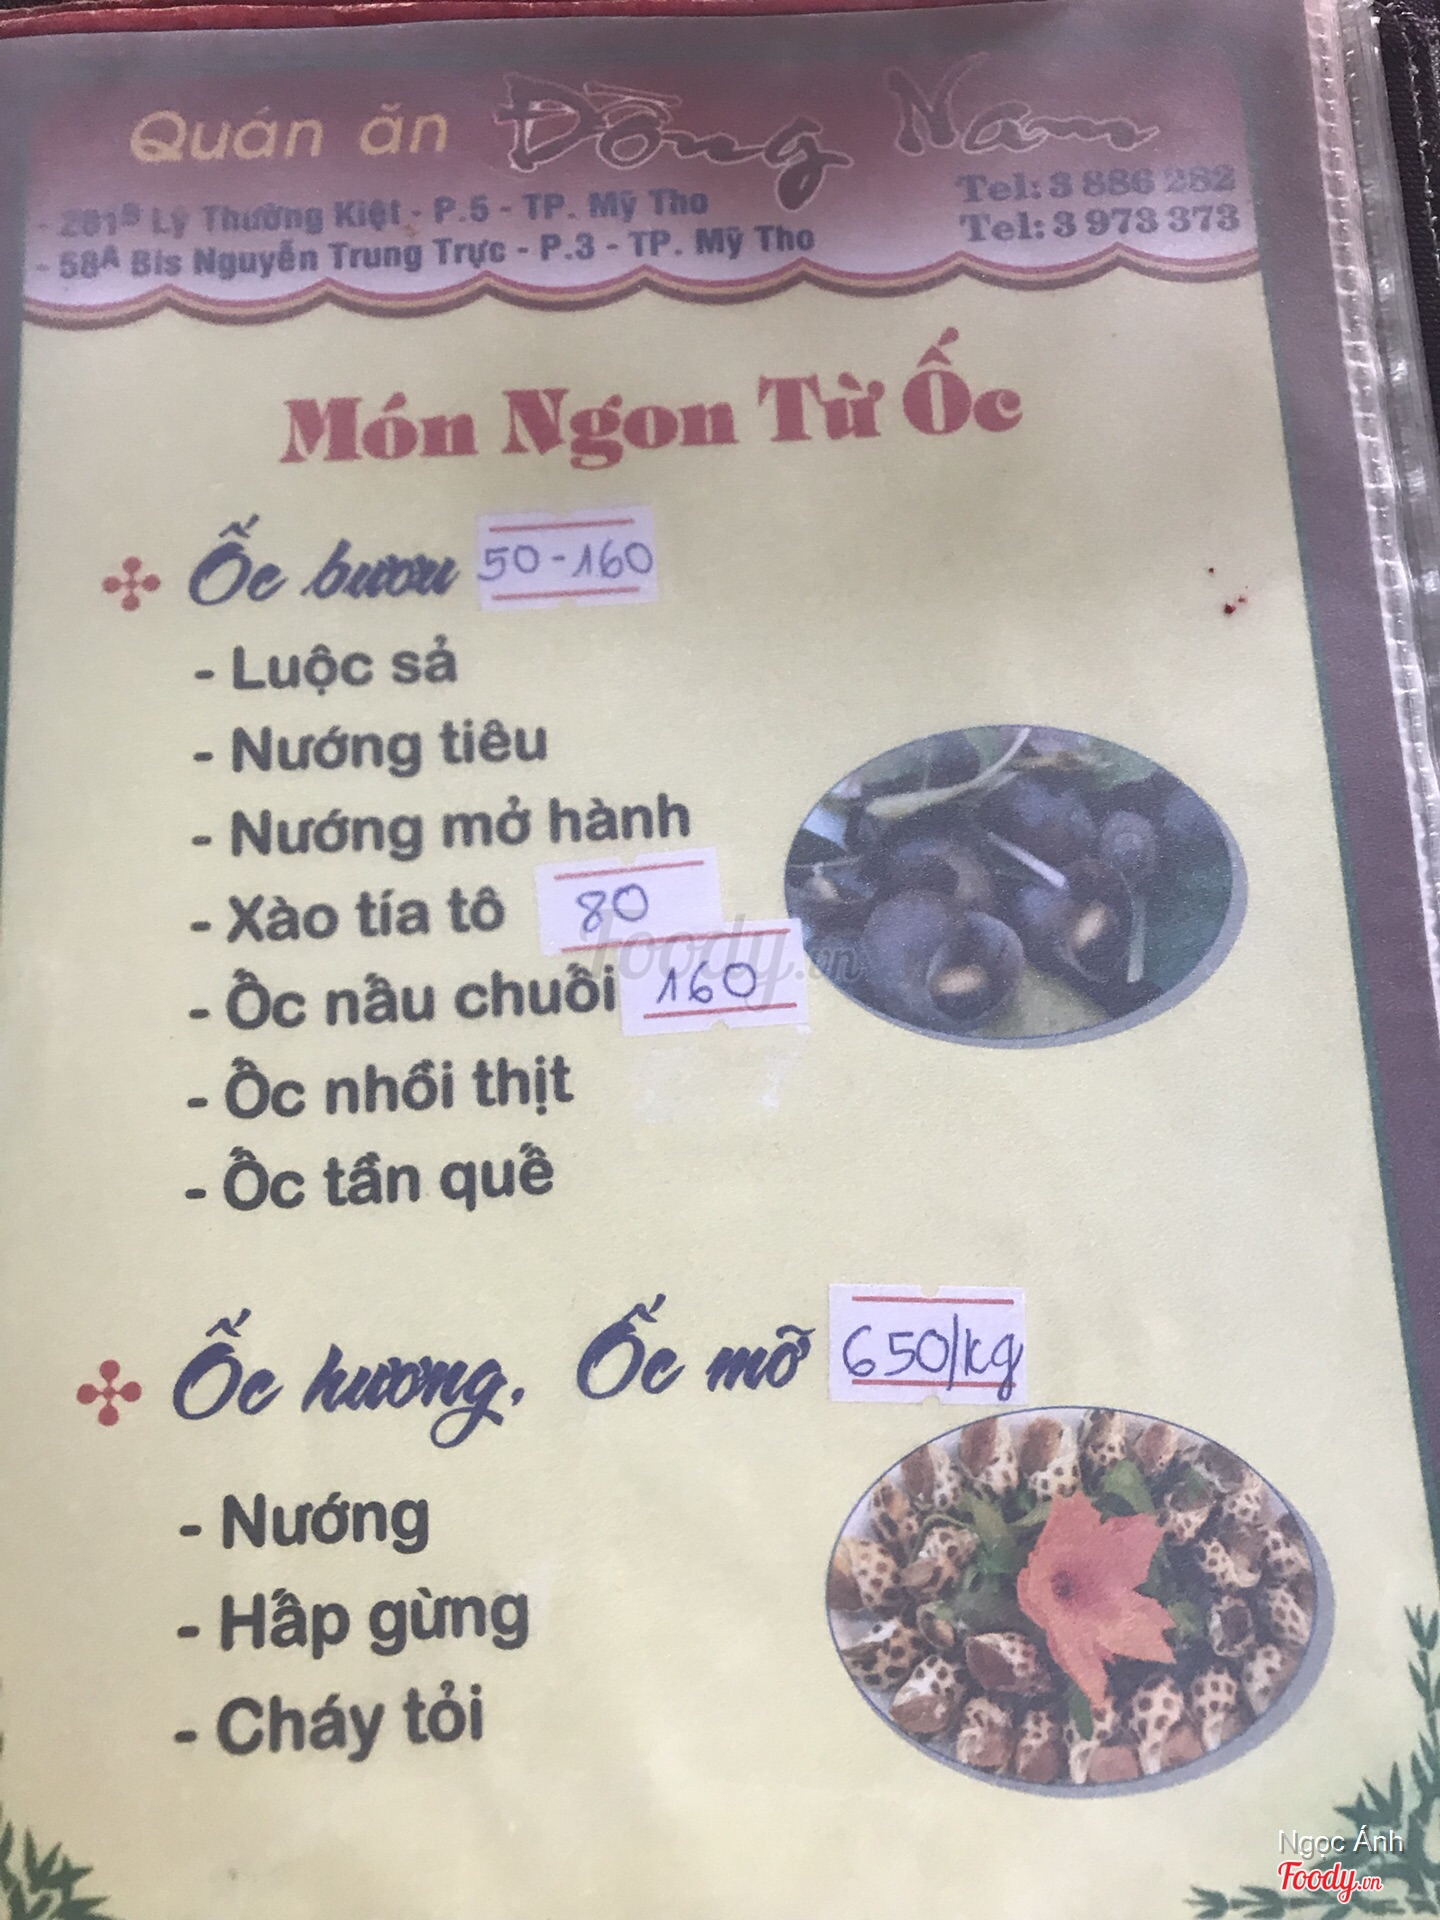 Quán ăn Đồng Nam
- 201B Lý Thường Kiệt - P.5 - TP. Mỹ Tho
Tel: 3 886 282
- 58A Bis Nguyễn Trung Trực - P.3 - TP. Mỹ Tho
Tel: 3 973 373
Món Ngon Từ Ốc
Ốc bươu 50-160
- Luộc sả
- Nướng tiêu
- Nướng mở hành
- Xào tía tô 80
- Ốc nấu chuối 160
- Ốc nhồi thịt
- Ốc tần quế
Ốc hương, Ốc mỡ 650/kg
- Nướng
- Hấp gừng
- Cháy tỏi
Foody.vn
Ngọc Ánh
Foody.vn